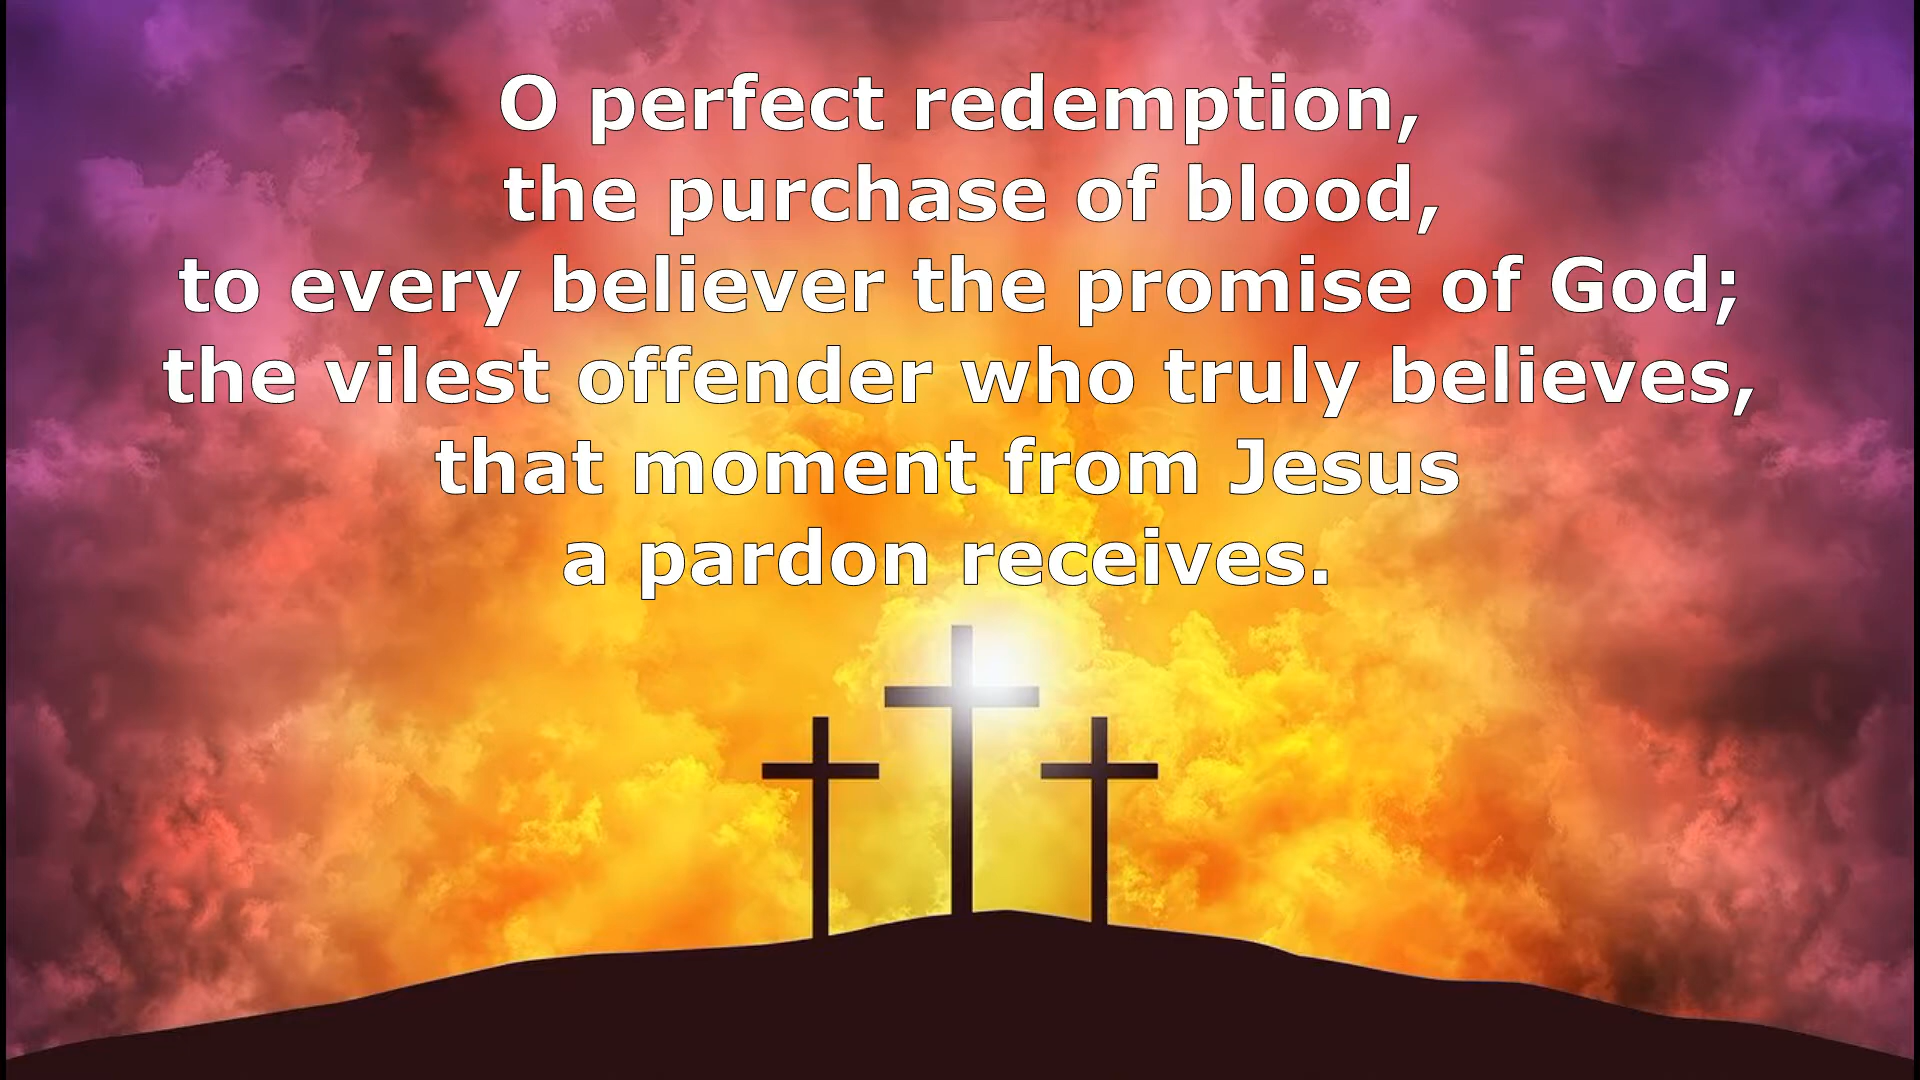 O perfect redemption,
the purchase of blood,
to every believer the promise of God;
the vilest offender who truly believes,
that moment from Jesus
a pardon receives.